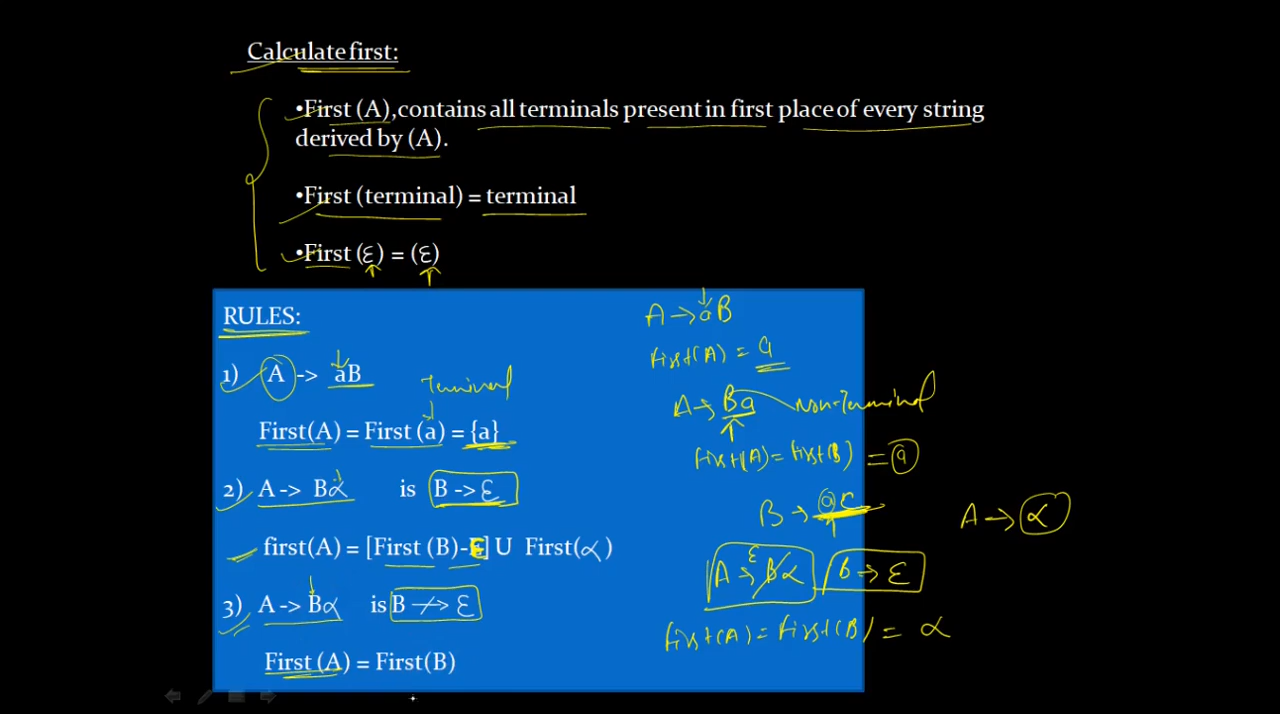 Calculate first:
•First (A),contains all terminals present in first place of every string
derived by (A).
•First (terminal) = terminal
•First (ε) = (ε)
RULES:
1) A -> aB
Terminal
First(A) = First (a) = {a}
2) A -> Bα is B -> ε
first(A) = [First (B)-ε] U First(α)
3) A -> Bα is B -/-> ε
First (A) = First(B)
A → aB
first(A) = a
A → Ba Non-Terminal
first(A) = first(B) = a
B → ac
A → α
A → Bα ε B → ε
first(A) = first(B) = α